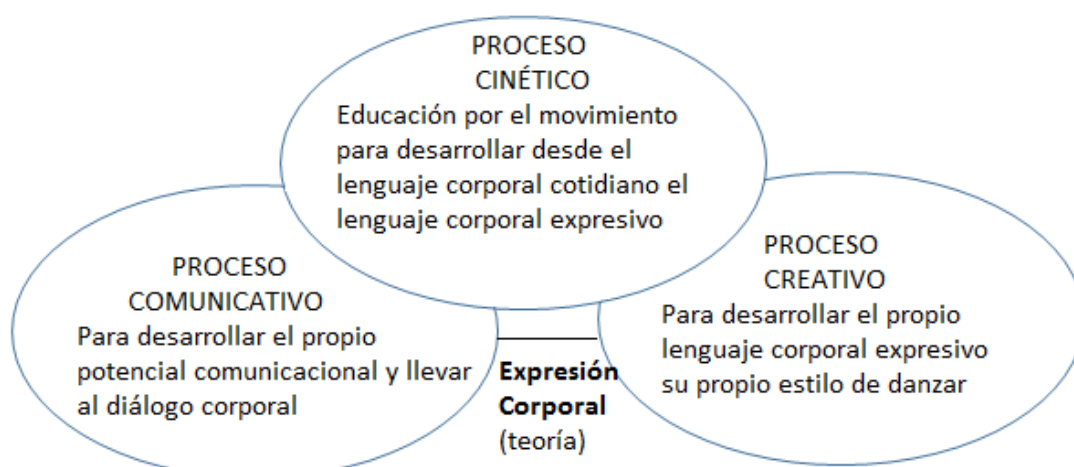 PROCESO
CINÉTICO
Educación por el movimiento
para desarrollar desde el
lenguaje corporal cotidiano el
lenguaje corporal expresivo
PROCESO
COMUNICATIVO
Para desarrollar el propio
potencial comunicacional y llevar
al diálogo corporal
Expresión
Corporal
(teoría)
PROCESO
CREATIVO
Para desarrollar el propio
lenguaje corporal expresivo
su propio estilo de danzar